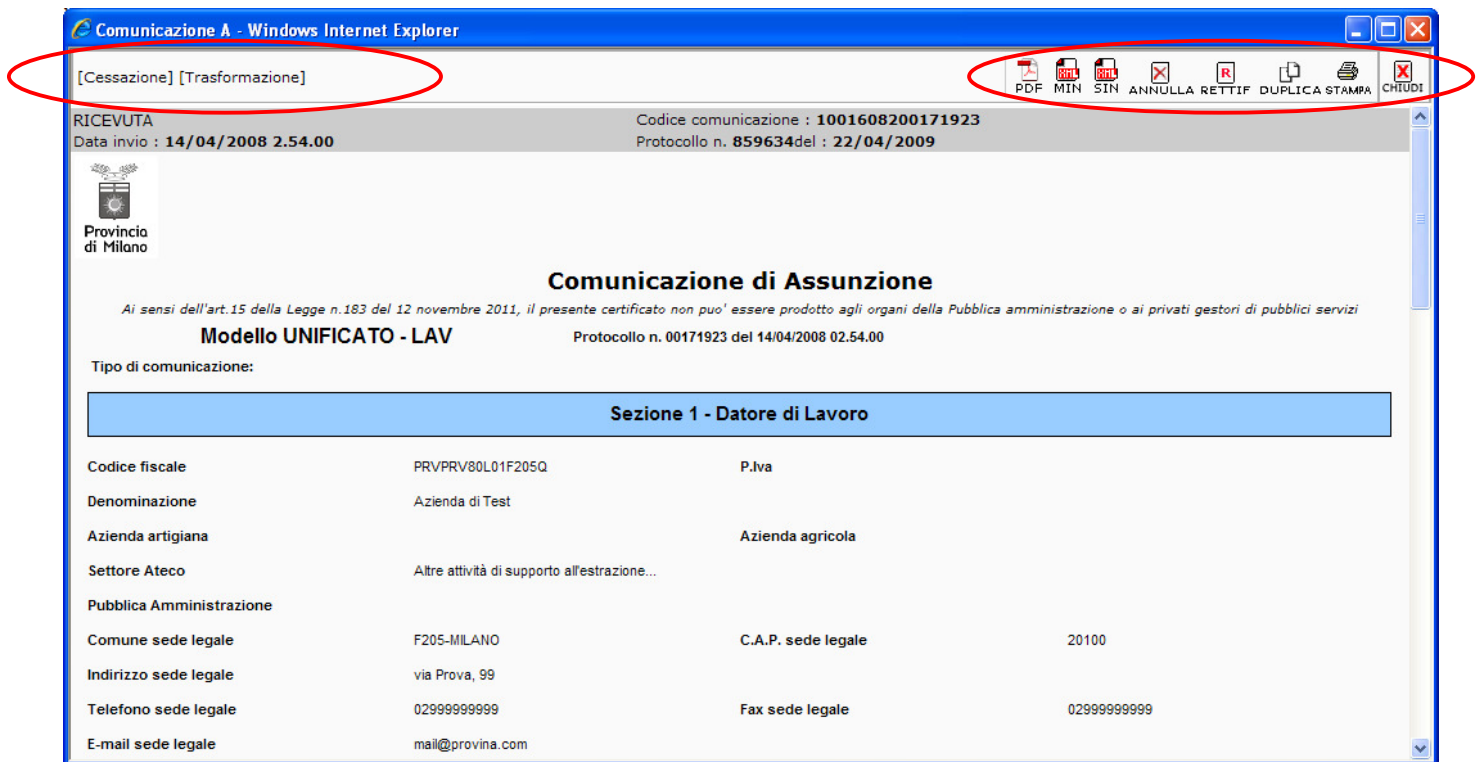 Comunicazione A - Windows Internet Explorer
[Cessazione] [Trasformazione]
PDF XML MIN XML SIN ANNULLA R RETTIF DUPLICA STAMPA X CHIUDI
RICEVUTA Codice comunicazione : 1001608200171923
Data invio : 14/04/2008 2.54.00 Protocollo n. 859634del : 22/04/2009
Provincia
di Milano
Comunicazione di Assunzione
Ai sensi dell'art.15 della Legge n.183 del 12 novembre 2011, il presente certificato non puo' essere prodotto agli organi della Pubblica amministrazione o ai privati gestori di pubblici servizi
Modello UNIFICATO - LAV Protocollo n. 00171923 del 14/04/2008 02.54.00
Tipo di comunicazione:
Sezione 1 - Datore di Lavoro
Codice fiscale PRVPRV80L01F205Q P.Iva
Denominazione Azienda di Test
Azienda artigiana Azienda agricola
Settore Ateco Altre attività di supporto all'estrazione...
Pubblica Amministrazione
Comune sede legale F205-MILANO C.A.P. sede legale 20100
Indirizzo sede legale via Prova, 99
Telefono sede legale 02999999999 Fax sede legale 02999999999
E-mail sede legale mail@provina.com